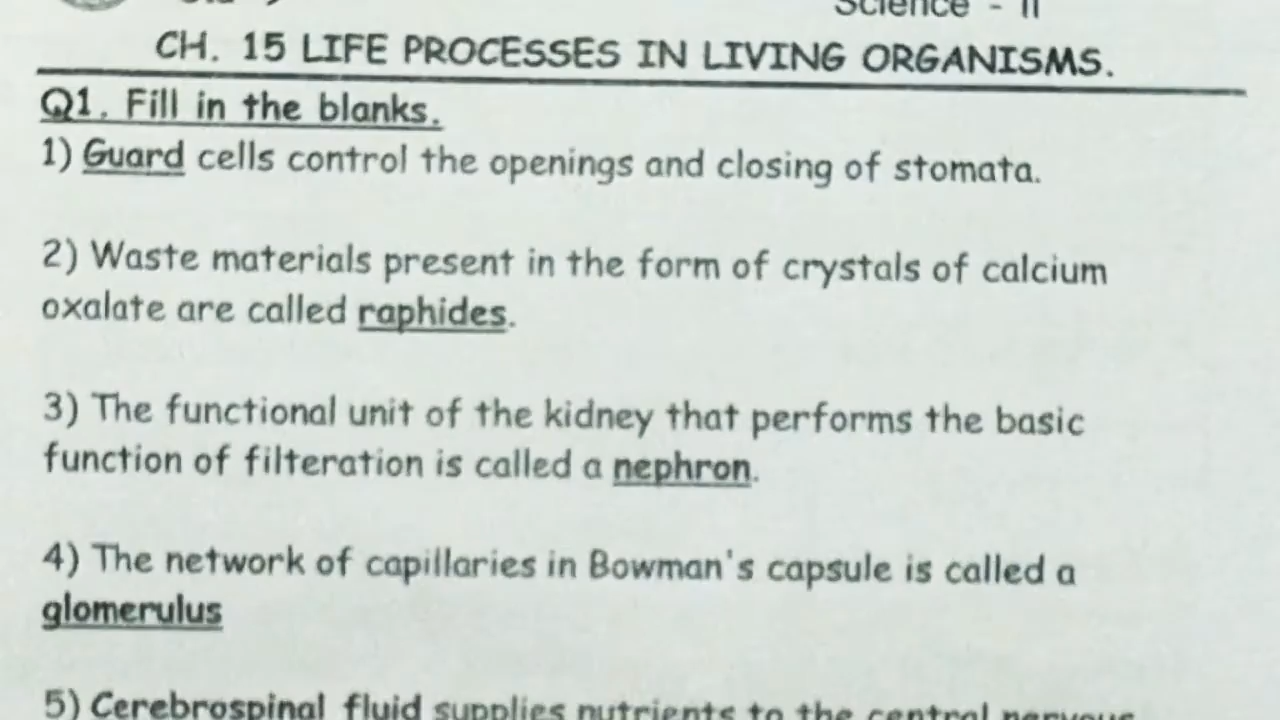 Science - II
CH. 15 LIFE PROCESSES IN LIVING ORGANISMS.
Q1. Fill in the blanks.
1) Guard cells control the openings and closing of stomata.
2) Waste materials present in the form of crystals of calcium
oxalate are called raphides.
3) The functional unit of the kidney that performs the basic
function of filteration is called a nephron.
4) The network of capillaries in Bowman's capsule is called a
glomerulus
5) Cerebrospinal fluid supplies nutrients to the central nervous